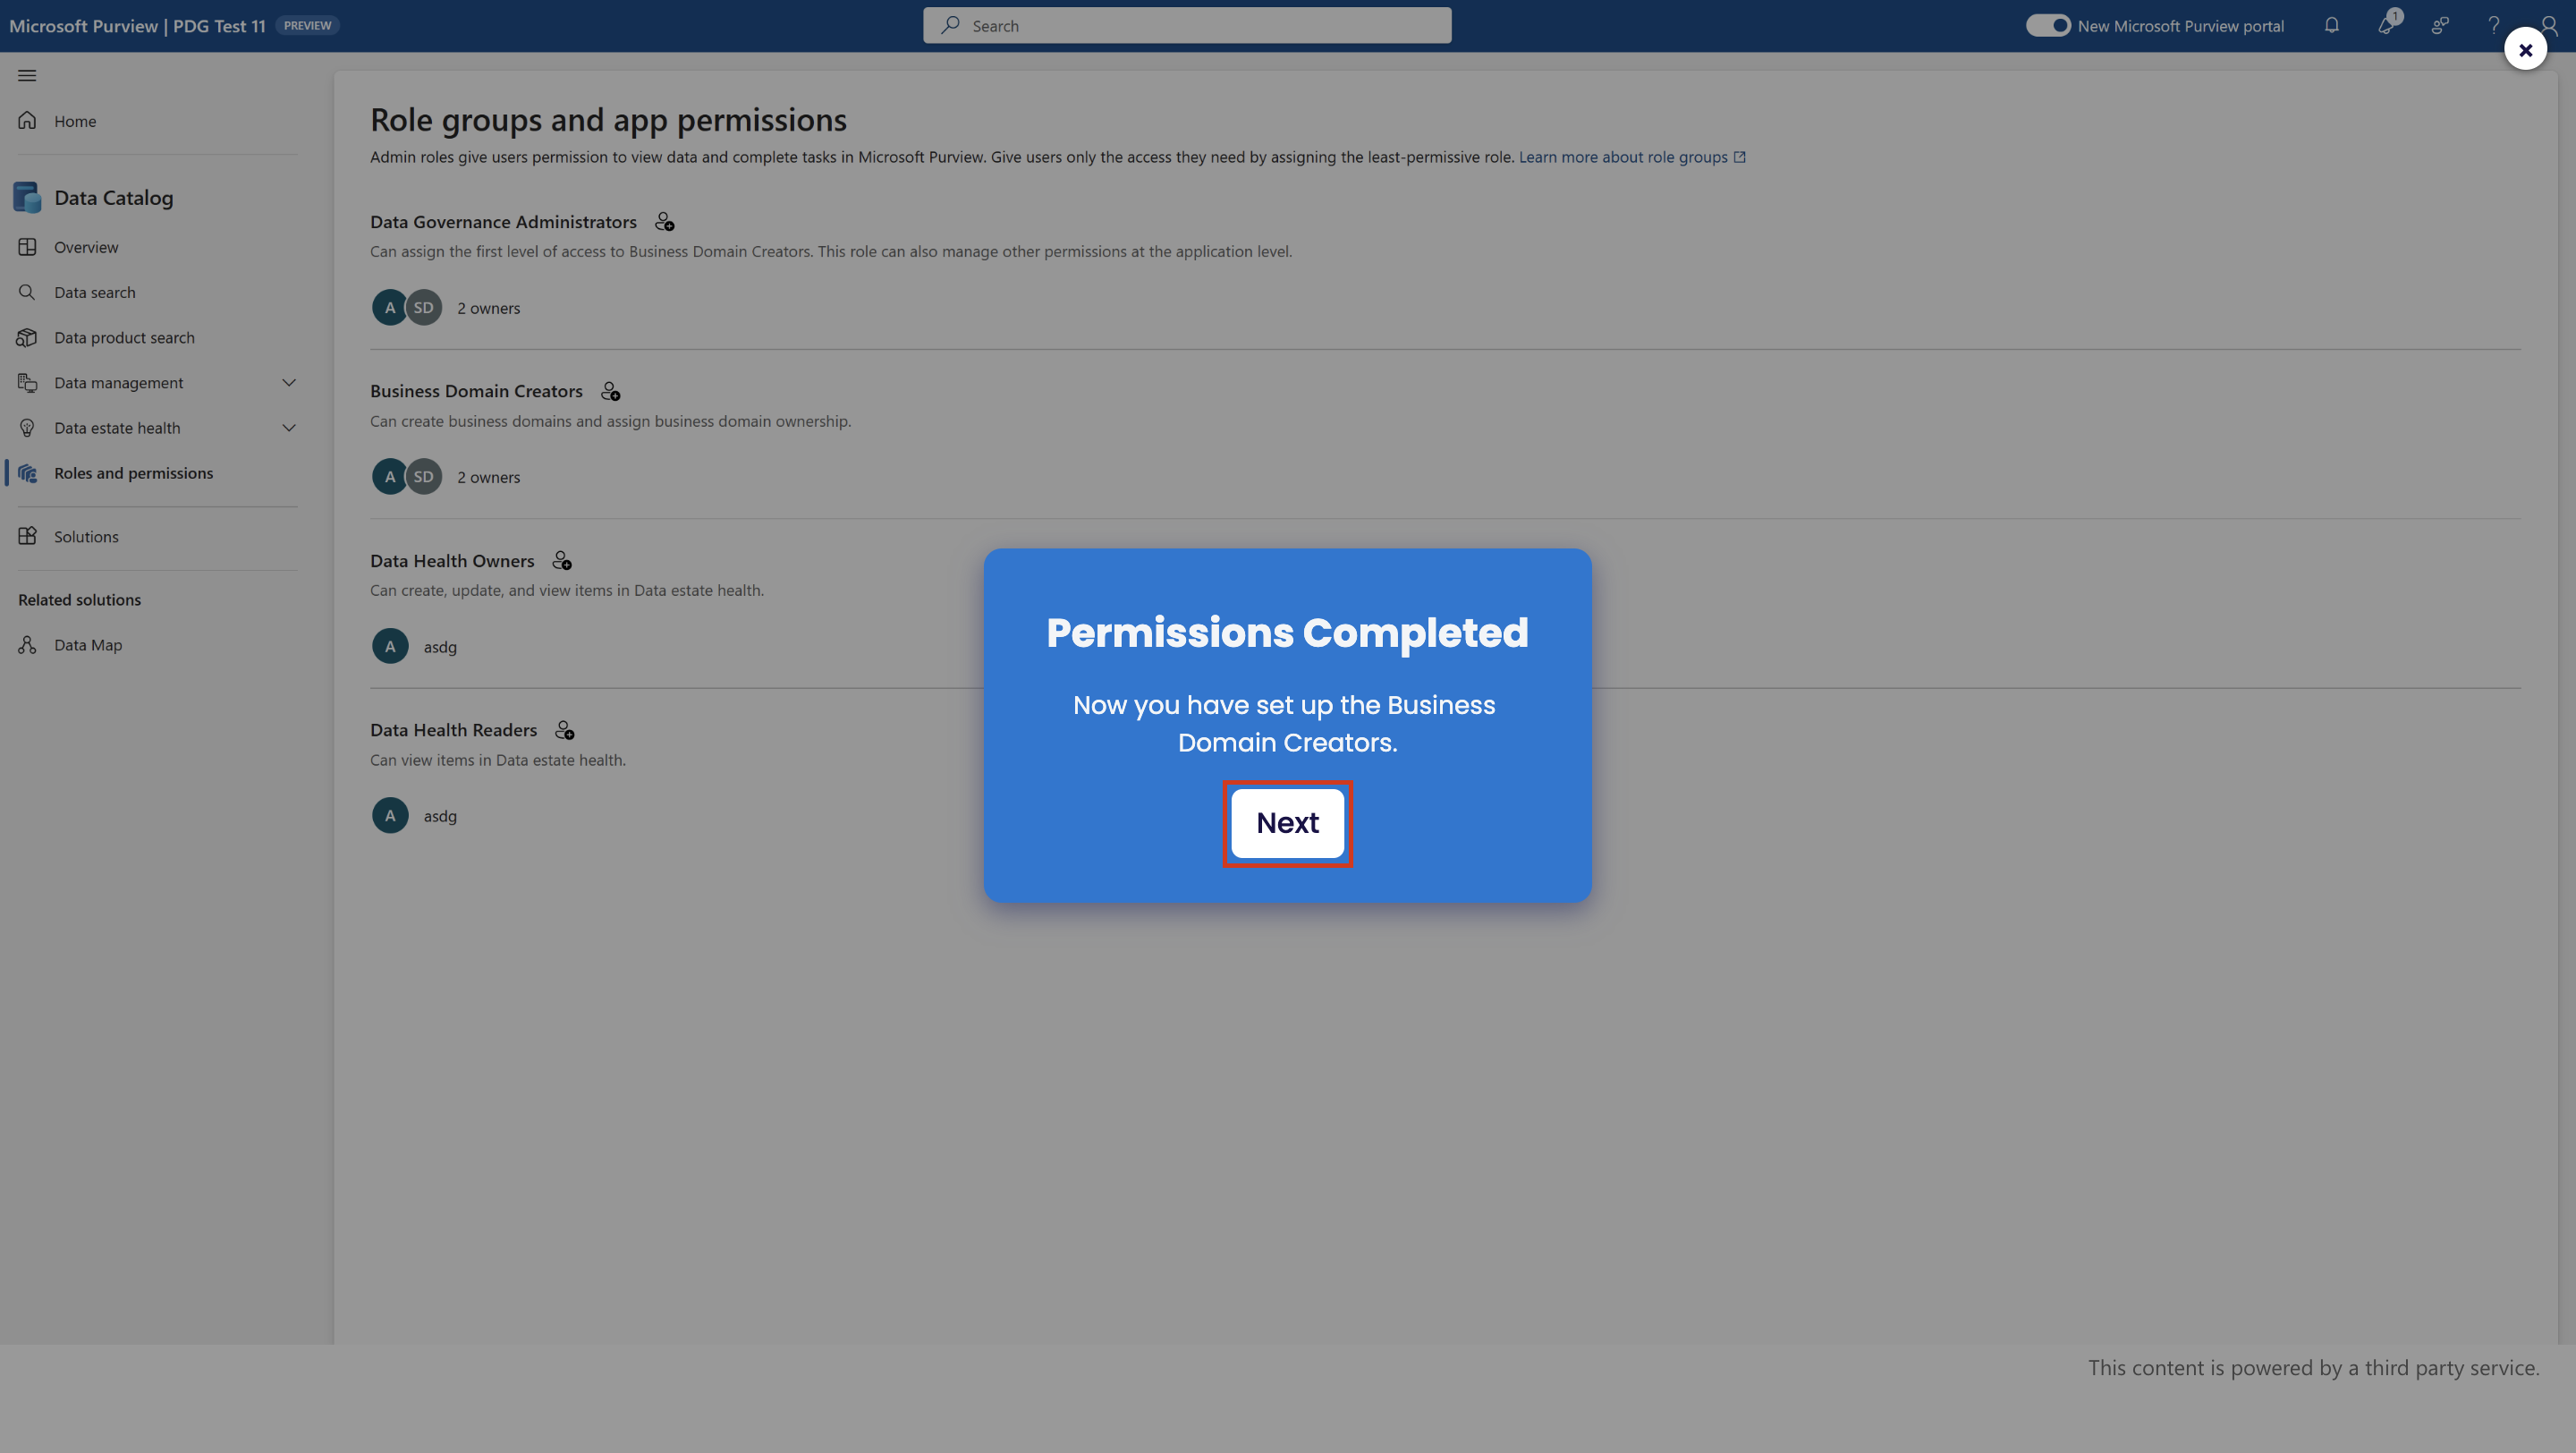 Microsoft Purview | PDG Test 11 PREVIEW
Search
New Microsoft Purview portal
1
Home
Data Catalog
Overview
Data search
Data product search
Data management
Data estate health
Roles and permissions
Solutions
Related solutions
Data Map
Role groups and app permissions
Admin roles give users permission to view data and complete tasks in Microsoft Purview. Give users only the access they need by assigning the least-permissive role. Learn more about role groups
Data Governance Administrators
Can assign the first level of access to Business Domain Creators. This role can also manage other permissions at the application level.
A SD 2 owners
Business Domain Creators
Can create business domains and assign business domain ownership.
A SD 2 owners
Data Health Owners
Can create, update, and view items in Data estate health.
A asdg
Data Health Readers
Can view items in Data estate health.
A asdg
Permissions Completed
Now you have set up the Business
Domain Creators.
Next
This content is powered by a third party service.